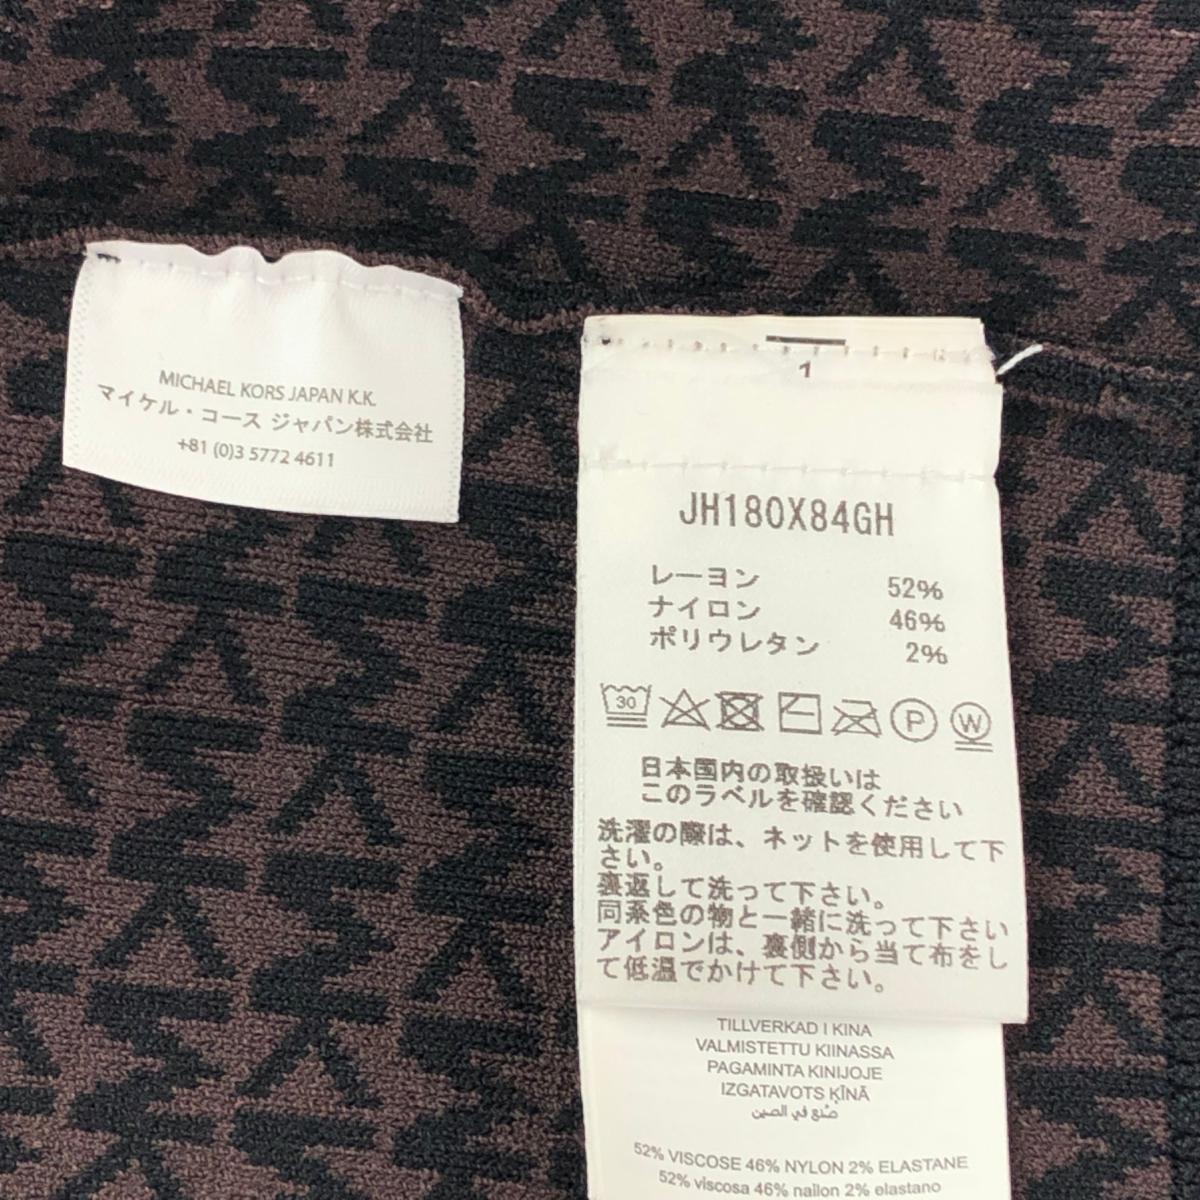 MICHAEL KORS JAPAN K.K.
マイケル・コース ジャパン株式会社
+81 (0)3 5772 4611
1
JH180X84GH
レーヨン 52%
ナイロン 46%
ポリウレタン 2%
30
P
W
日本国内の取扱いは
このラベルを確認ください
洗濯の際は、ネットを使用して下
さい。
裏返して洗って下さい。
同系色の物と一緒に洗って下さい
アイロンは、裏側から当て布をし
て低温でかけて下さい。
TILLVERKAD I KINA
VALMISTETTU KIINASSA
PAGAMINTA KINIJOJE
IZGATAVOTS ĶĪNĀ
صنع في الصين
52% VISCOSE 46% NYLON 2% ELASTANE
52% viscosa 46% nailon 2% elastano